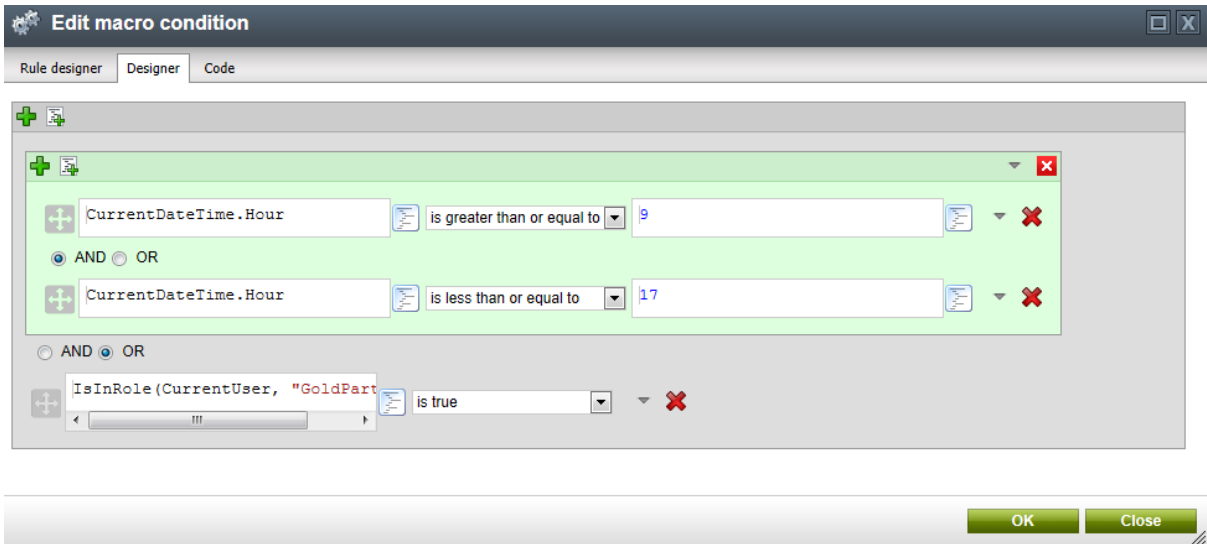 Edit macro condition
Rule designer Designer Code
CurrentDateTime.Hour is greater than or equal to 9
AND OR
CurrentDateTime.Hour is less than or equal to 17
AND OR
IsInRole(CurrentUser, "GoldPart is true
OK Close